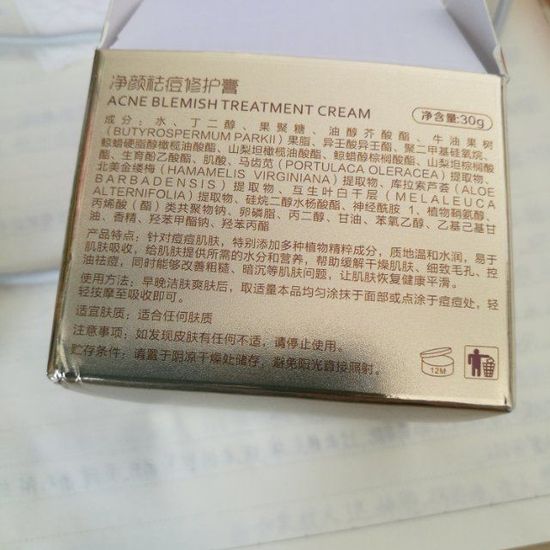 净颜祛痘修护膏
ACNE BLEMISH TREATMENT CREAM
净含量:30g
成分:水、丁二醇、果聚糖、油醇芥酸酯、牛油果树
(BUTYROSPERMUM PARKII)果脂、异壬酸异壬酯、聚二甲基硅氧烷、
鲸蜡硬脂醇橄榄油酸酯、山梨坦橄榄油酸酯、鲸蜡醇棕榈酸酯、山梨坦棕榈酸
酯、生育酚乙酸酯、肌酸、马齿苋(PORTULACA OLERACEA)提取物、
北美金缕梅(HAMAMELIS VIRGINIANA)提取物、库拉索芦荟(ALOE
BARBADENSIS)提取物、互生叶白千层(MELALEUCA
ALTERNIFOLIA)提取物、硅烷二醇水杨酸酯、神经酰胺1、植物鞘氨醇、
丙烯酸(酯)类共聚物钠、卵磷脂、丙二醇、甘油、苯氧乙醇、乙基己基甘
油、香精、羟苯甲酯钠、羟苯丙酯
产品特点:针对痘痘肌肤,特别添加多种植物精粹成分,质地温和水润,易于
肌肤吸收,给肌肤提供所需的水分和营养,帮助缓解干燥肌肤、细致毛孔、控
油祛痘,同时能够改善粗糙、暗沉等肌肤问题,让肌肤恢复健康平滑。
使用方法:早晚洁肤爽肤后,取适量本品均匀涂抹于面部或点涂于痘痘处,轻
轻按摩至吸收即可。
适宜肤质:适合任何肤质
注意事项:如发现皮肤有任何不适,请停止使用。
贮存条件:请置于阴凉干燥处储存,避免阳光直接照射。
12M